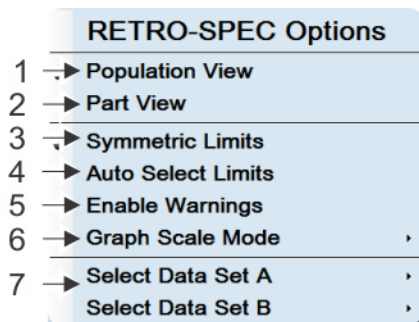 RETRO-SPEC Options
1 Population View
2 Part View
3 Symmetric Limits
4 Auto Select Limits
5 Enable Warnings
6 Graph Scale Mode
7 Select Data Set A
Select Data Set B